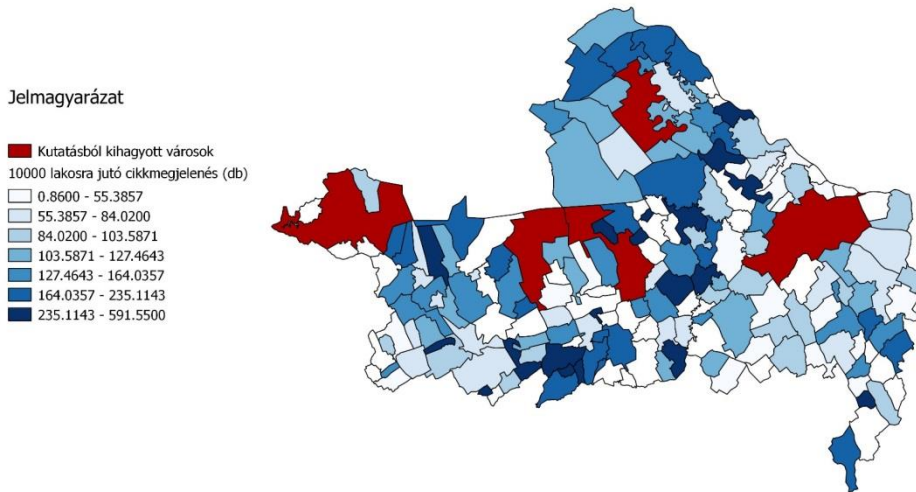 Jelmagyarázat
Kutatásból kihagyott városok
10000 lakosra jutó cikkmegjelenés (db)
0.8600 - 55.3857
55.3857 - 84.0200
84.0200 - 103.5871
103.5871 - 127.4643
127.4643 - 164.0357
164.0357 - 235.1143
235.1143 - 591.5500